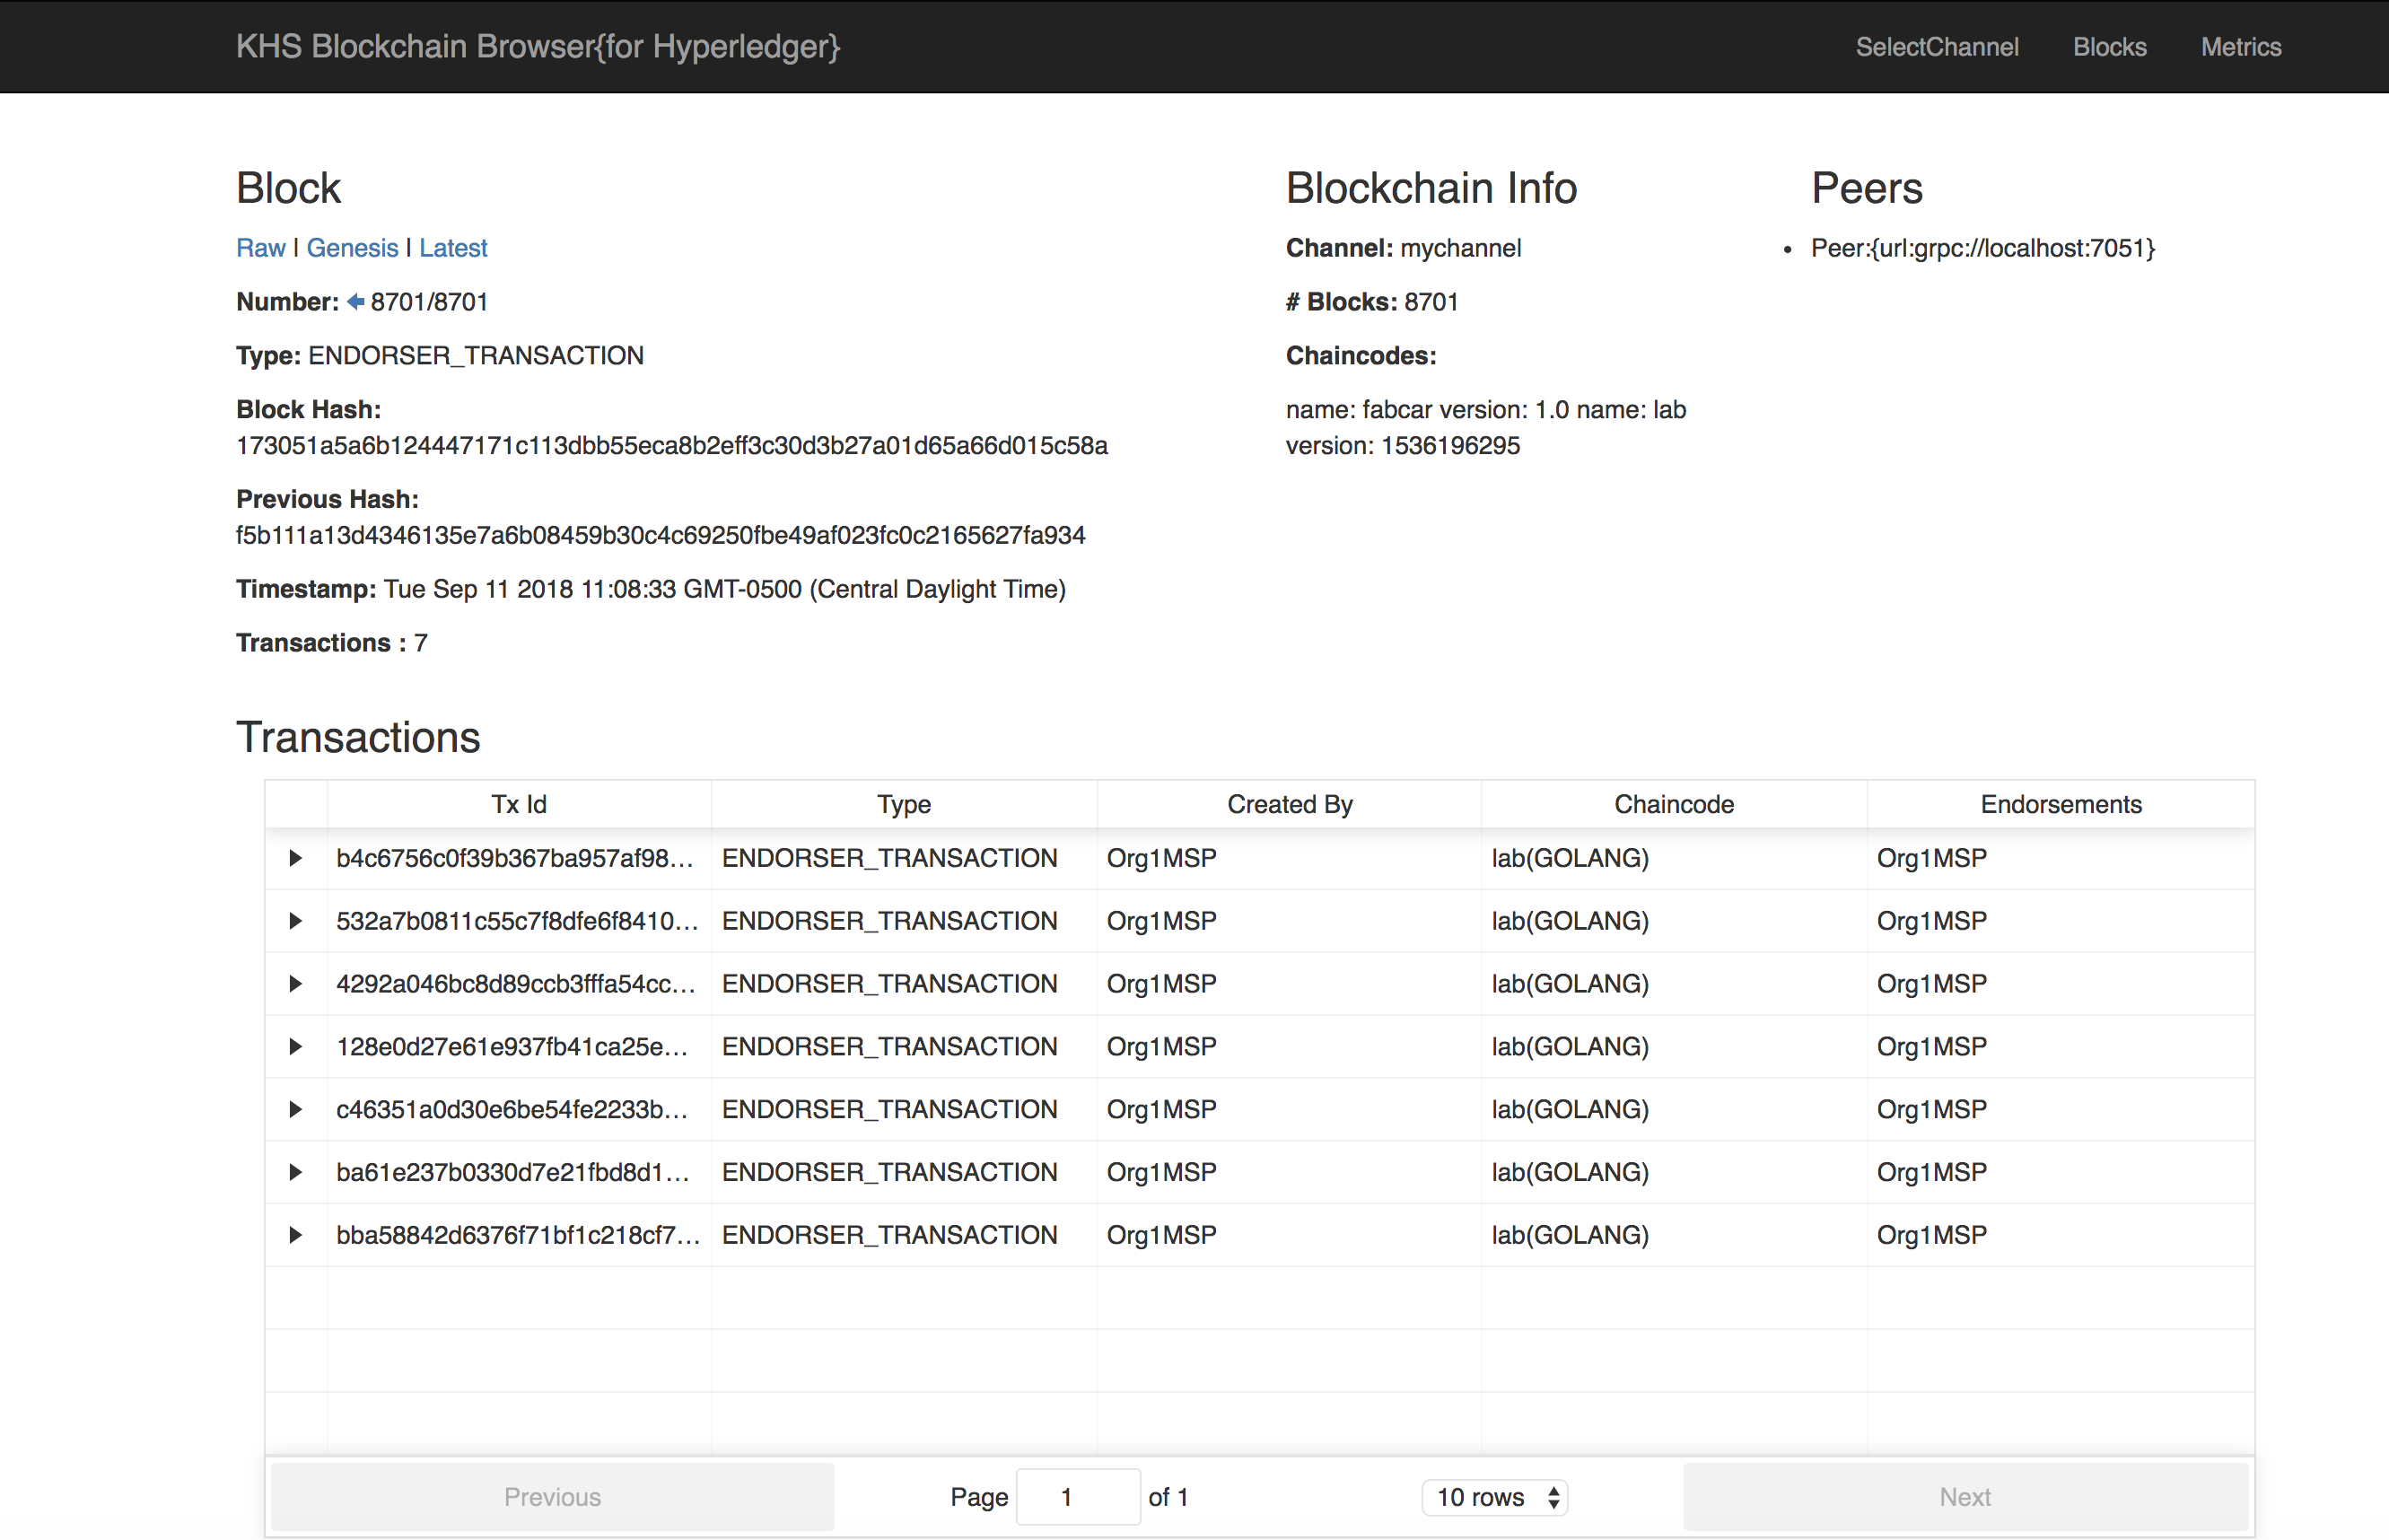 KHS Blockchain Browser{for Hyperledger}
SelectChannel Blocks Metrics
Block
Raw | Genesis | Latest
Number: 8701/8701
Type: ENDORSER_TRANSACTION
Block Hash:
173051a5a6b124447171c113dbb55eca8b2eff3c30d3b27a01d65a66d015c58a
Previous Hash:
f5b111a13d4346135e7a6b08459b30c4c69250fbe49af023fc0c2165627fa934
Timestamp: Tue Sep 11 2018 11:08:33 GMT-0500 (Central Daylight Time)
Transactions : 7
Blockchain Info
Channel: mychannel
# Blocks: 8701
Chaincodes:
name: fabcar version: 1.0 name: lab
version: 1536196295
Peers
• Peer:{url:grpc://localhost:7051}
Transactions
Tx Id Type Created By Chaincode Endorsements
b4c6756c0f39b367ba957af98... ENDORSER_TRANSACTION Org1MSP lab(GOLANG) Org1MSP
532a7b0811c55c7f8dfe6f8410... ENDORSER_TRANSACTION Org1MSP lab(GOLANG) Org1MSP
4292a046bc8d89ccb3fffa54cc... ENDORSER_TRANSACTION Org1MSP lab(GOLANG) Org1MSP
128e0d27e61e937fb41ca25e... ENDORSER_TRANSACTION Org1MSP lab(GOLANG) Org1MSP
c46351a0d30e6be54fe2233b... ENDORSER_TRANSACTION Org1MSP lab(GOLANG) Org1MSP
ba61e237b0330d7e21fbd8d1... ENDORSER_TRANSACTION Org1MSP lab(GOLANG) Org1MSP
bba58842d6376f71bf1c218cf7... ENDORSER_TRANSACTION Org1MSP lab(GOLANG) Org1MSP
Previous Page 1 of 1 10 rows Next